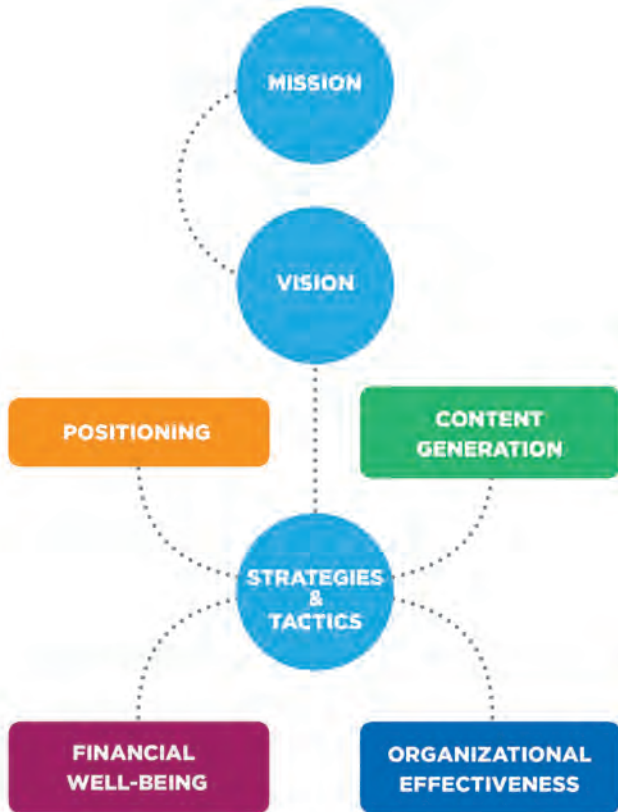 MISSION
VISION
POSITIONING
CONTENT
GENERATION
STRATEGIES
&
TACTICS
FINANCIAL
WELL-BEING
ORGANIZATIONAL
EFFECTIVENESS